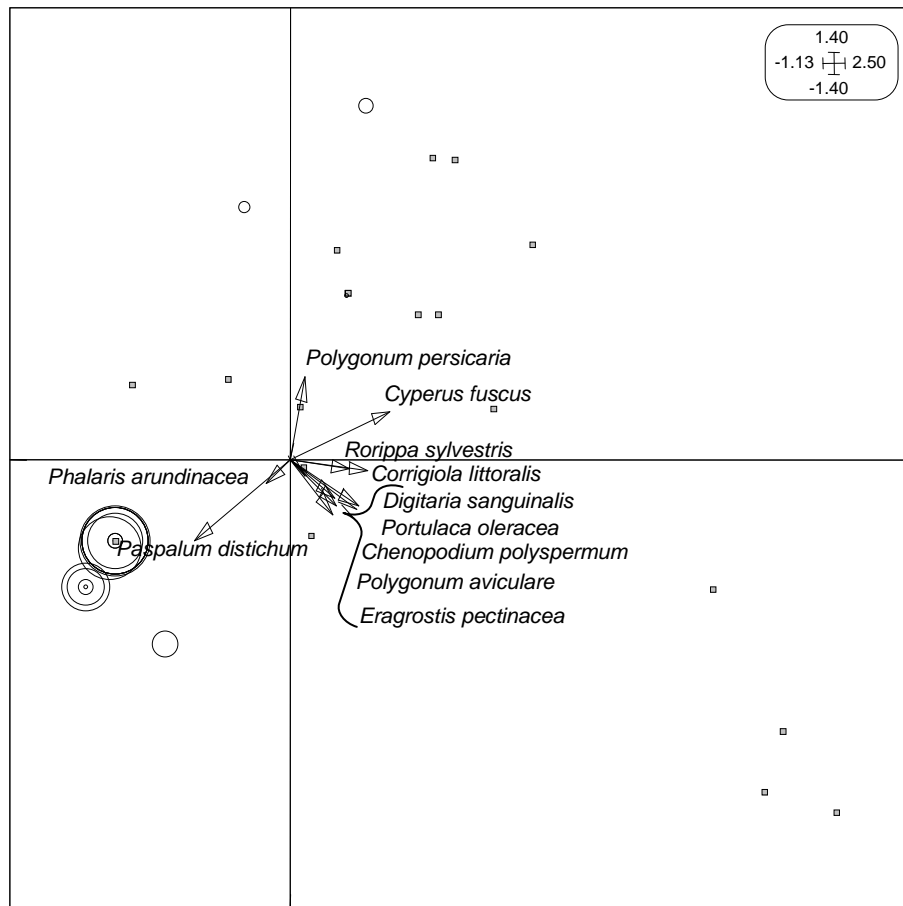 1.40
-1.13 2.50
-1.40
Polygonum persicaria
Cyperus fuscus
Rorippa sylvestris
Phalaris arundinacea
Corrigiola littoralis
Digitaria sanguinalis
Portulaca oleracea
Paspalum distichum
Chenopodium polyspermum
Polygonum aviculare
Eragrostis pectinacea